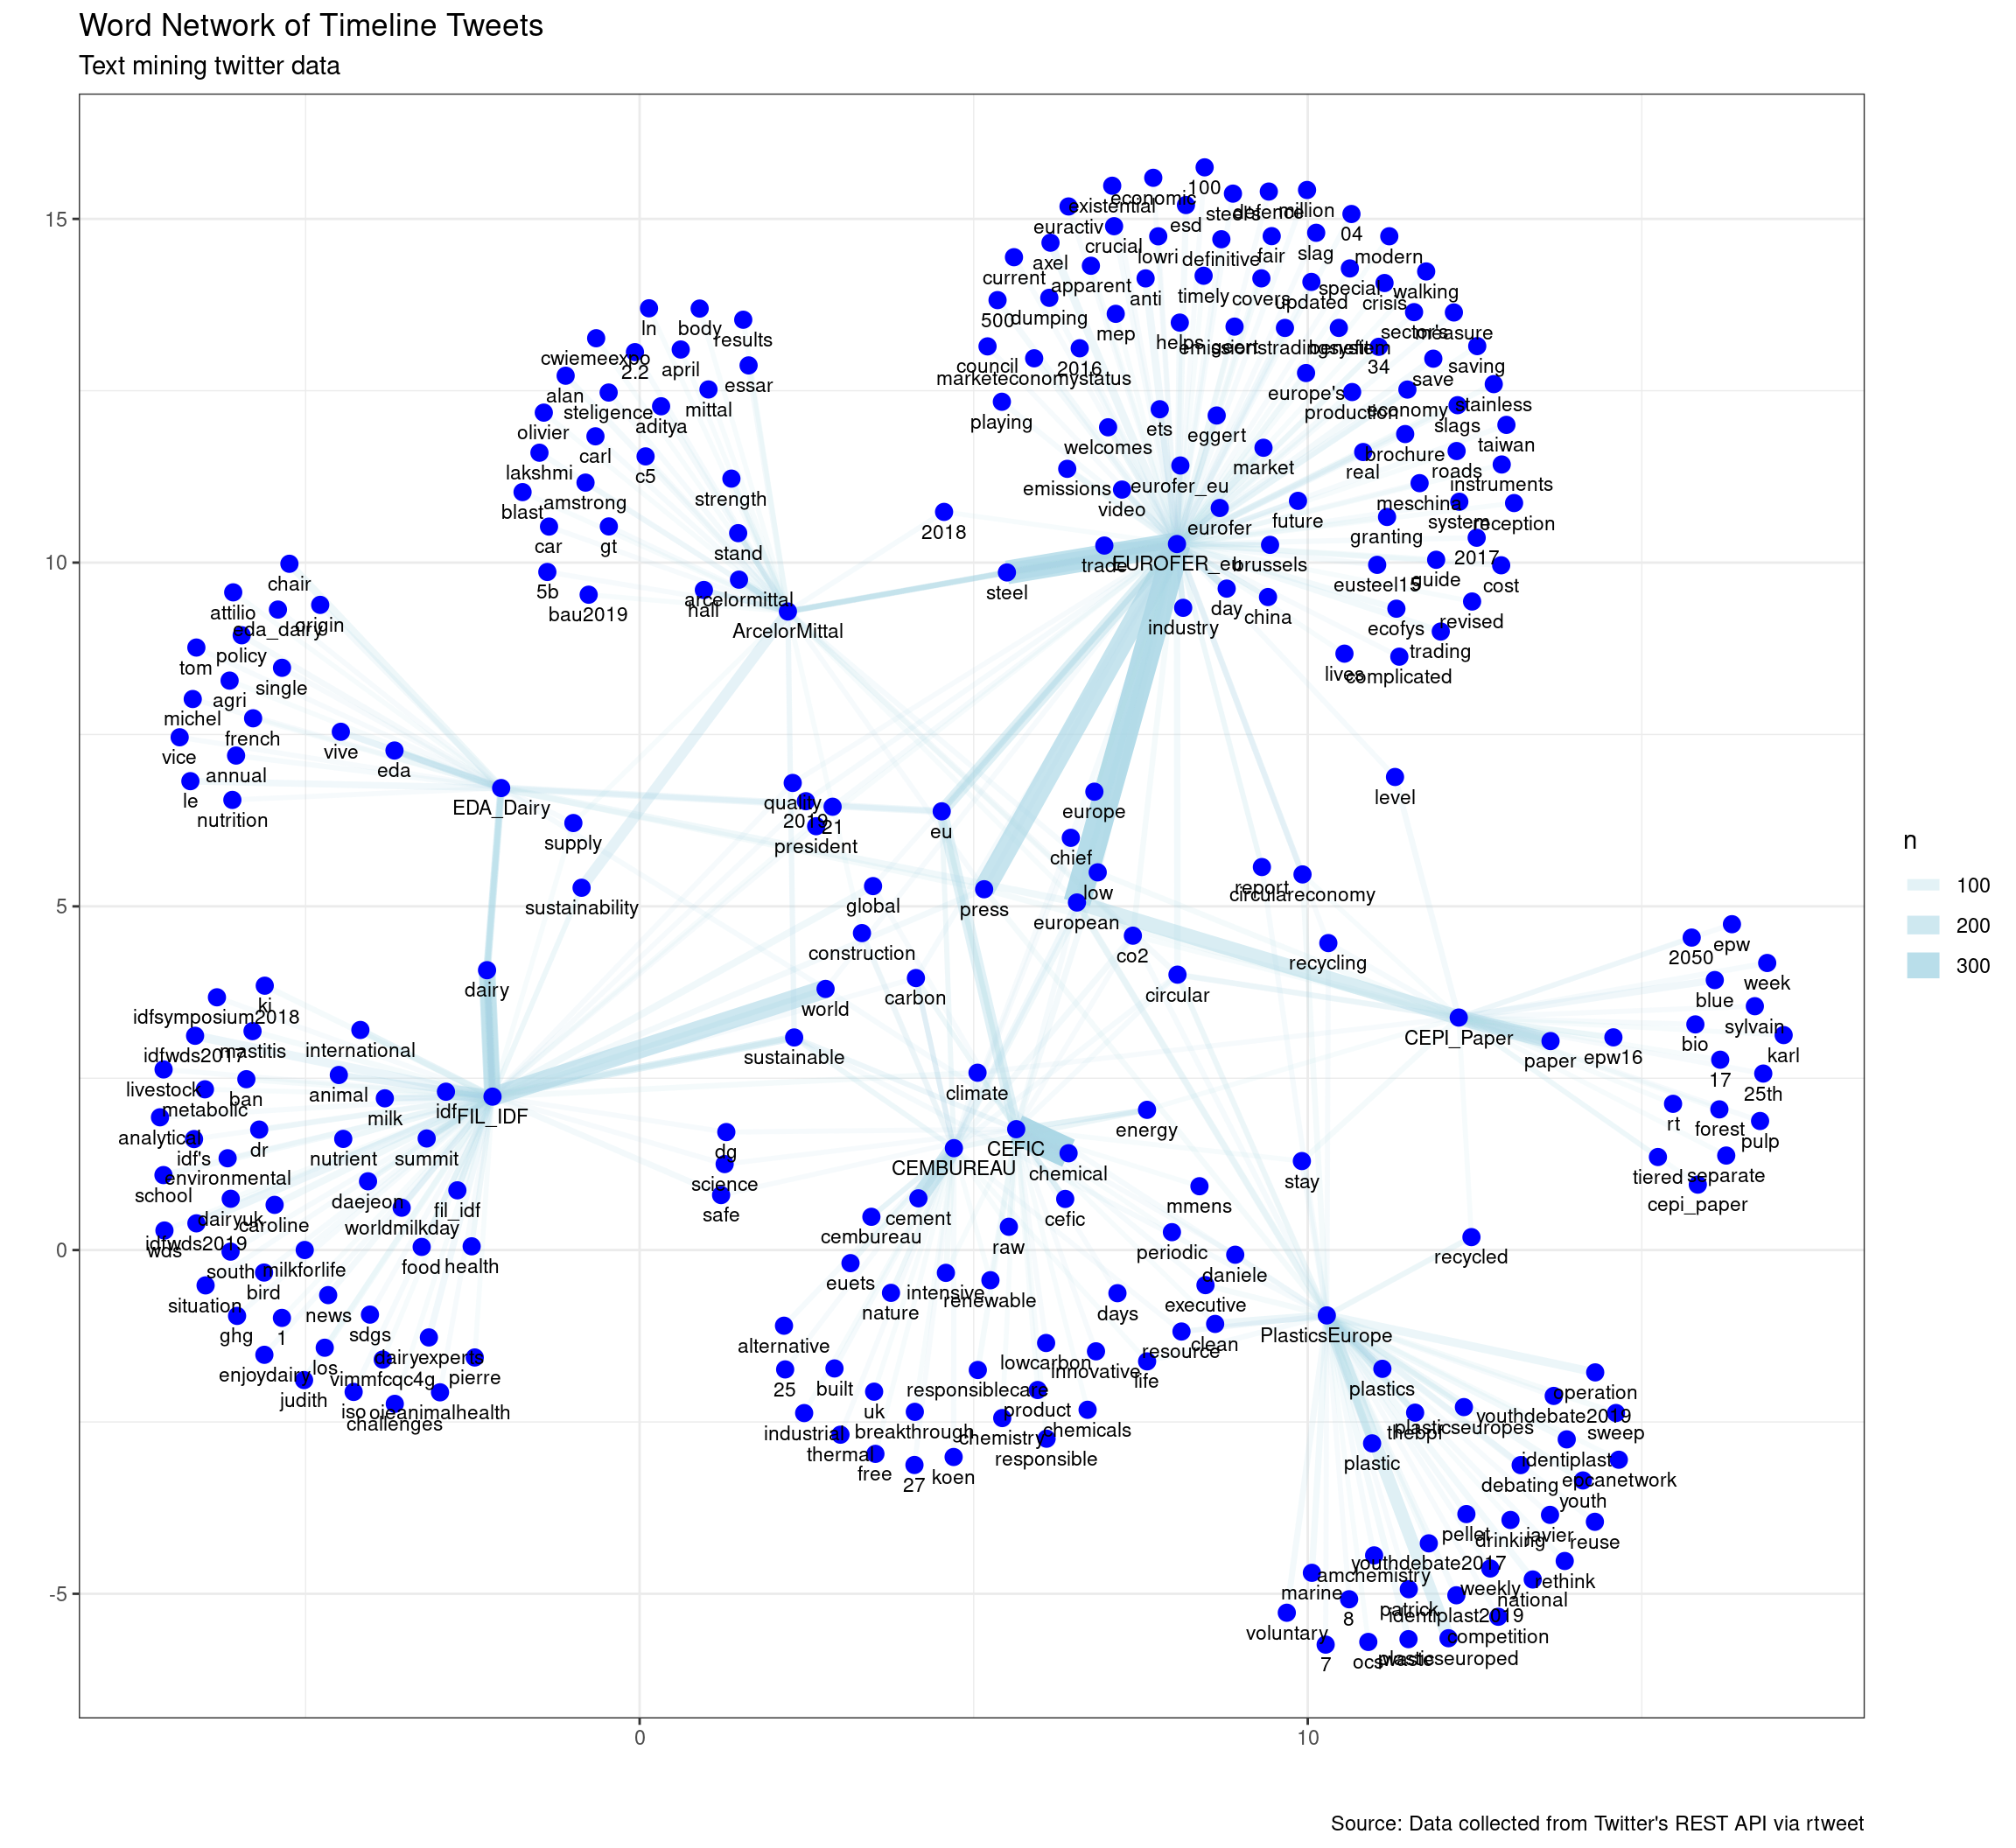 Word Network of Timeline Tweets
Text mining twitter data
15
10
5
0
-5
0
10
100
economic
existential
steel's
defence
million
esd
euractiv
04
crucial
lowri
definitive
fair
slag
modern
axel
current
apparent
anti
timely
covers
updated
special
crisis
walking
500
dumping
mep
helps
emissionstradingsystem
geert
benefit
sector's
measure
council
marketeconomystatus
2016
34
save
saving
playing
europe's
production
economy
stainless
ets
eggert
slags
taiwan
welcomes
market
real
brochure
roads
instruments
emissions
video
eurofer_eu
eurofer
future
meschina
system
reception
granting
2017
trade
EUROFER_eu
brussels
eusteel15
guide
cost
steel
day
china
industry
ecofys
revised
trading
lives
complicated
ln
body
results
cwiemeexpo
2.2
april
essar
alan
steligence
mittal
olivier
aditya
carl
lakshmi
c5
amstrong
strength
blast
car
gt
stand
2018
5b
bau2019
arcelormittal
hall
ArcelorMittal
chair
attilio
eda_dairy
origin
policy
tom
single
agri
michel
french
vice
annual
vive
eda
le
nutrition
EDA_Dairy
supply
sustainability
quality
2019
21
president
eu
europe
chief
low
level
report
circulareconomy
global
press
european
construction
co2
recycling
carbon
circular
world
sustainable
dairy
climate
energy
CEPI_Paper
paper
epw16
2050
epw
week
blue
sylvain
bio
karl
17
25th
rt
forest
pulp
tiered
separate
cepi_paper
ki
idfsymposium2018
idfwds2017
mastitis
international
livestock
metabolic
ban
animal
milk
idf
FIL_IDF
analytical
dr
idf's
environmental
nutrient
summit
school
dairyuk
caroline
daejeon
worldmilkday
fil_idf
idfwds2019
wds
south
milkforlife
food
health
situation
bird
news
ghg
1
sdgs
enjoydairy
los
dairyexperts
judith
vimmfcqc4g
pierre
iso
oieanimalhealth
challenges
dg
science
safe
CEMBUREAU
CEFIC
chemical
stay
cement
cefic
mmens
cembureau
raw
periodic
recycled
euets
daniele
intensive
renewable
nature
days
executive
alternative
resource
clean
PlasticsEurope
25
built
lowcarbon
innovative
life
responsiblecare
uk
product
industrial
breakthrough
chemistry
chemicals
thermal
responsible
free
27
koen
plastics
operation
youthdebate2019
plasticseuropes
thebpf
sweep
plastic
identiplast
debating
epcanetwork
youth
pellet
drinking
javier
reuse
youthdebate2017
amchemistry
weekly
rethink
marine
patrick
national
8
identiplast2019
voluntary
competition
7
ocs
waste
plasticseuroped
n
100
200
300
Source: Data collected from Twitter's REST API via rtweet